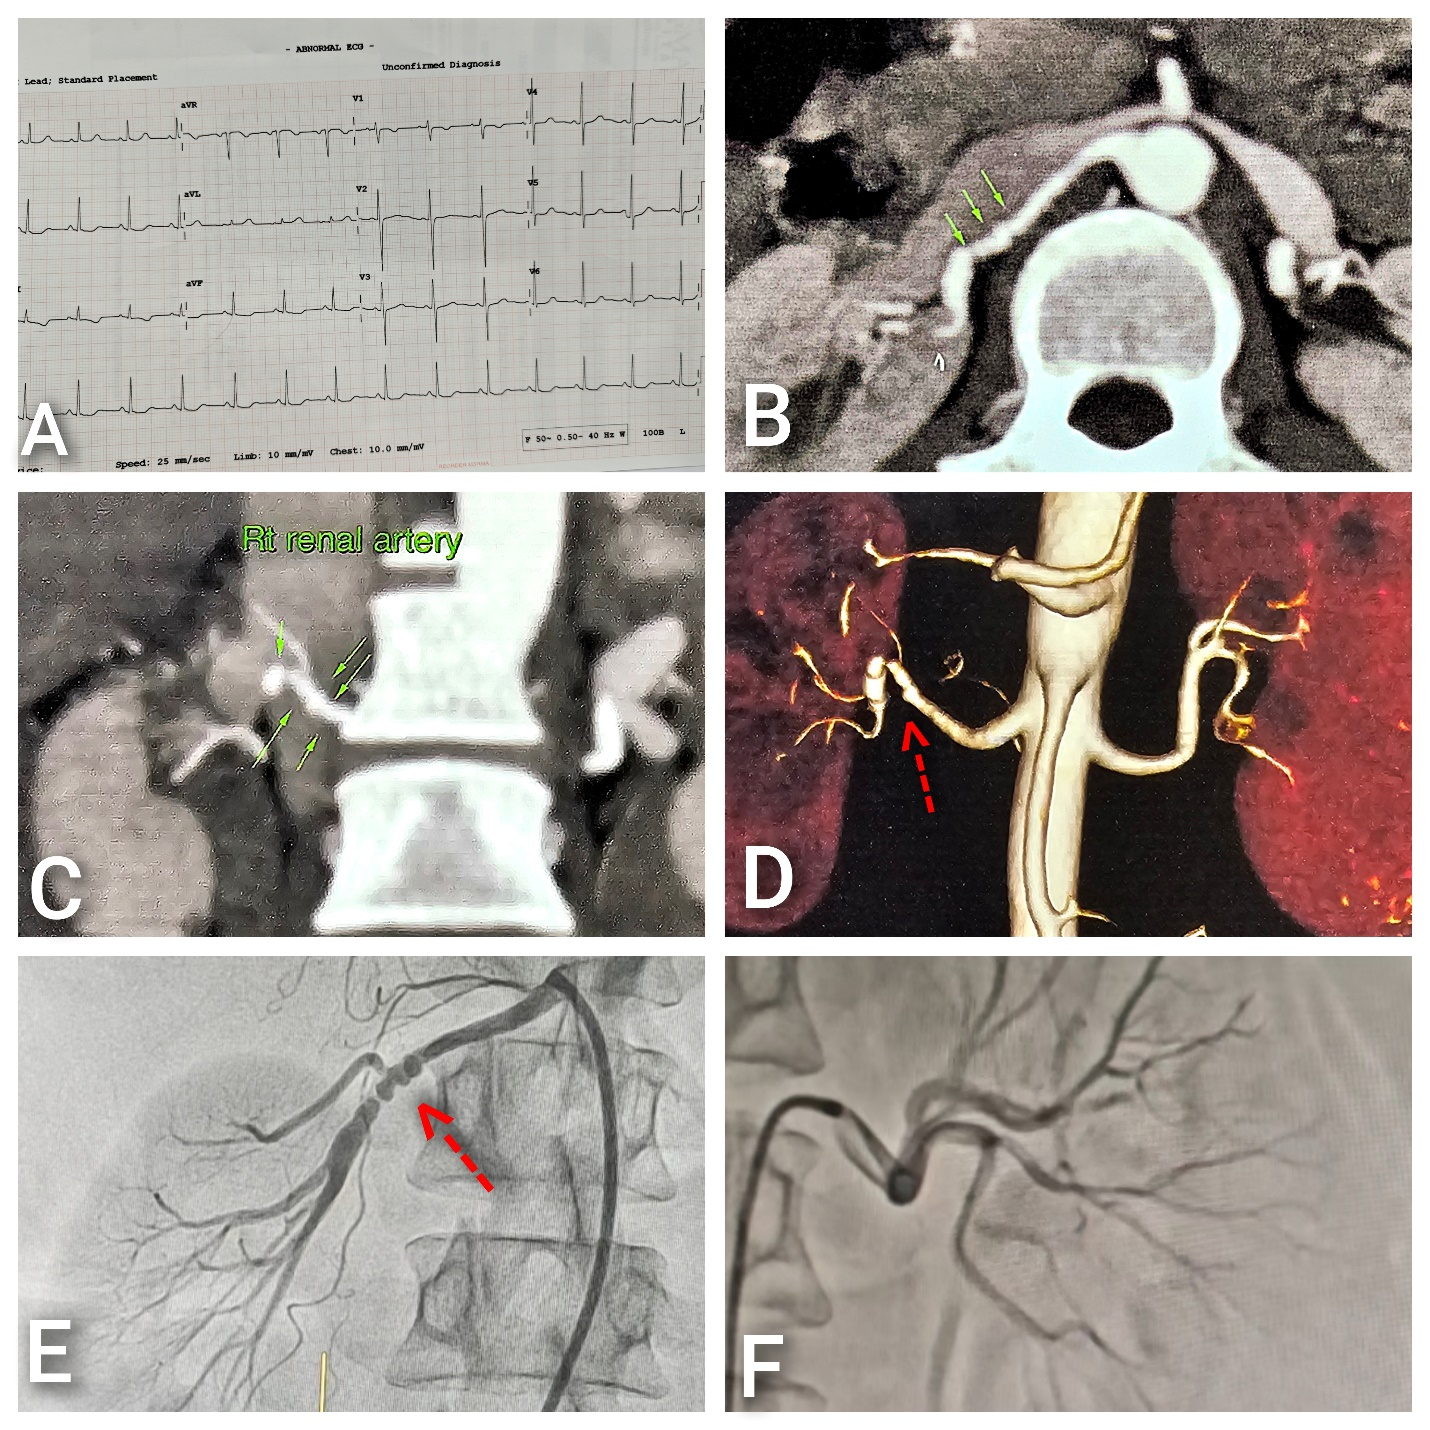 - ABNORMAL ECG -
Unconfirmed Diagnosis
Lead; Standard Placement
aVR
V1
V4
aVL
V2
V5
aVF
V3
V6
F 50~ 0.50- 40 Hz W 100B L
Speed: 25 mm/sec Limb: 10 mm/mV Chest: 10.0 mm/mV
A
B
Rt renal artery
C
D
E
F